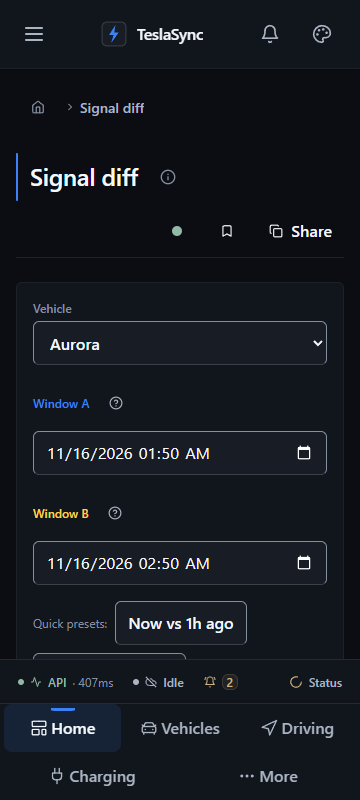 TeslaSync
Signal diff
Signal diff
Share
Vehicle
Aurora
Window A
11/16/2026 01:50 AM
Window B
11/16/2026 02:50 AM
Quick presets: Now vs 1h ago
API · 407ms Idle 2 Status
Home Vehicles Driving
Charging More